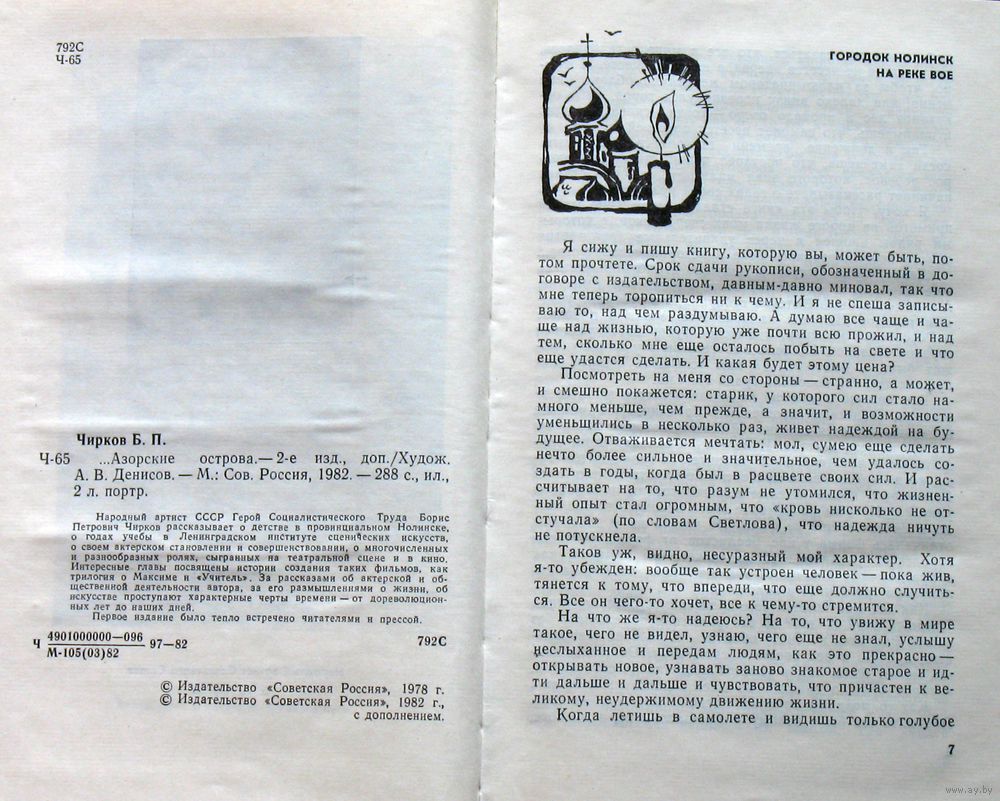 792С
Ч-65
Чирков Б. П.
Ч-65 ...Азорские острова.— 2-е изд., доп./Худож.
А. В. Денисов. — М.: Сов. Россия, 1982. — 288 с., ил.,
2 л. портр.
Народный артист СССР Герой Социалистического Труда Борис
Петрович Чирков рассказывает о детстве в провинциальном Нолинске,
о годах учебы в Ленинградском институте сценических искусств,
о своем актерском становлении и совершенствовании, о многочисленных
и разнообразных ролях, сыгранных на театральной сцене и в кино.
Интересные главы посвящены истории создания таких фильмов, как
трилогия о Максиме и «Учитель». За рассказами об актерской и об-
щественной деятельности автора, за его размышлениями о жизни, об
искусстве проступают характерные черты времени — от дореволюцион-
ных лет до наших дней.
Первое издание было тепло встречено читателями и прессой.
Ч 4901000000—096
М-105(03)82 97—82 792С
© Издательство «Советская Россия», 1978 г.
© Издательство «Советская Россия», 1982 г.,
с дополнением.
ГОРОДОК НОЛИНСК
НА РЕКЕ ВОЕ
Я сижу и пишу книгу, которую вы, может быть, по-
том прочтете. Срок сдачи рукописи, обозначенный в до-
говоре с издательством, давным-давно миновал, так что
мне теперь торопиться ни к чему. И я не спеша записы-
ваю то, над чем раздумываю. А думаю все чаще и ча-
ще над жизнью, которую уже почти всю прожил, и над
тем, сколько мне еще осталось побыть на свете и что
еще удастся сделать. И какая будет этому цена?
Посмотреть на меня со стороны — странно, а может,
и смешно покажется: старик, у которого сил стало на-
много меньше, чем прежде, а значит, и возможности
уменьшились в несколько раз, живет надеждой на бу-
дущее. Отваживается мечтать: мол, сумею еще сделать
нечто более сильное и значительное, чем удалось со-
здать в годы, когда был в расцвете своих сил. И рас-
считывает на то, что разум не утомился, что жизнен-
ный опыт стал огромным, что «кровь нисколько не от-
стучала» (по словам Светлова), что надежда ничуть
не потускнела.
Таков уж, видно, несуразный мой характер. Хотя
я-то убежден: вообще так устроен человек — пока жив,
тянется к тому, что впереди, что еще должно случить-
ся. Все он чего-то хочет, все к чему-то стремится.
На что же я-то надеюсь? На то, что увижу в мире
такое, чего не видел, узнаю, чего еще не знал, услышу
неслыханное и передам людям, как это прекрасно —
открывать новое, узнавать заново знакомое старое и ид-
ти дальше и дальше и чувствовать, что причастен к ве-
ликому, неудержимому движению жизни.
Когда летишь в самолете и видишь только голубое
7
www.ay.by